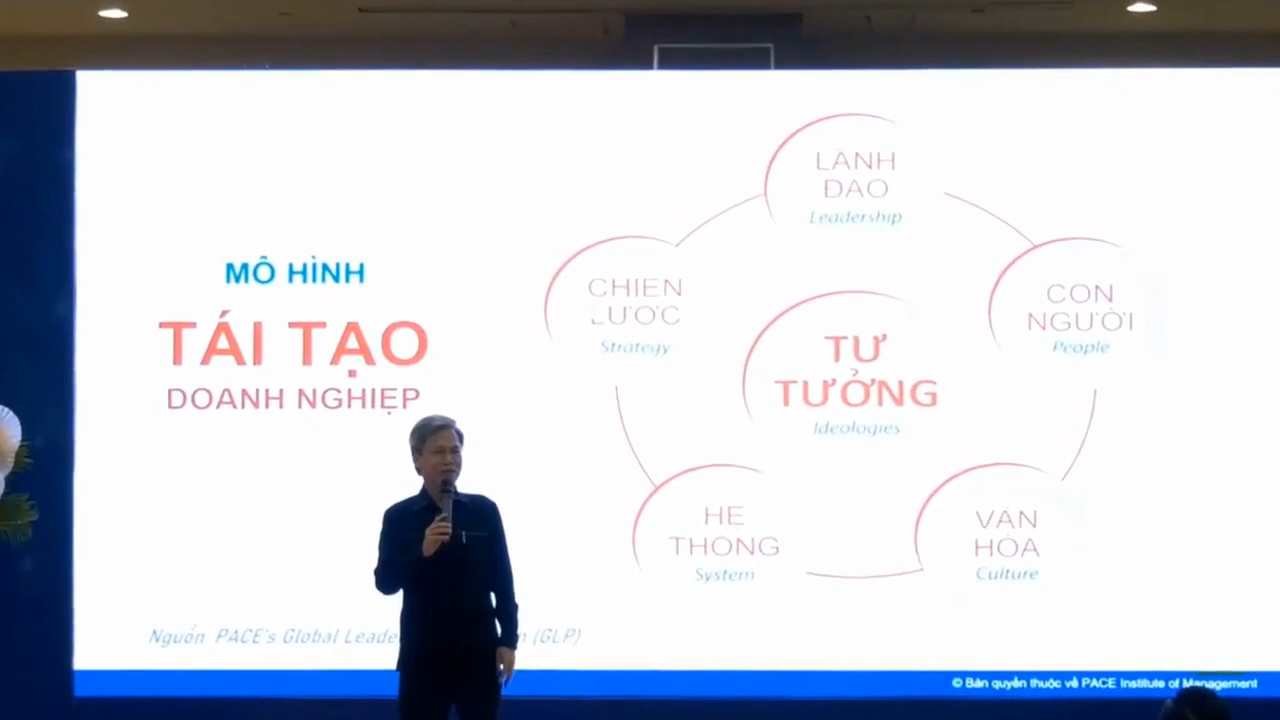 MÔ HÌNH
TÁI TẠO
DOANH NGHIỆP
LÃNH
ĐẠO
Leadership
CHIẾN
LƯỢC
Strategy
CON
NGƯỜI
People
TƯ
TƯỞNG
Ideologies
HỆ
THỐNG
System
VĂN
HÓA
Culture
Nguồn PACE's Global (GLP)
© Bản quyền thuộc về PACE Institute of Management